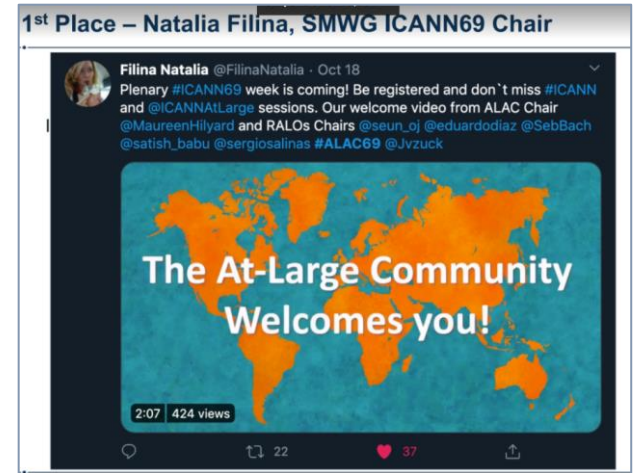 1st Place – Natalia Filina, SMWG ICANN69 Chair
Filina Natalia @FilinaNatalia · Oct 18
Plenary #ICANN69 week is coming! Be registered and don`t miss #ICANN
and @ICANNAtLarge sessions. Our welcome video from ALAC Chair
@MaureenHilyard and RALOs Chairs @seun_oj @eduardodiaz @SebBach
@satish_babu @sergiosalinas #ALAC69 @Jvzuck
The At-Large Community
Welcomes you!
2:07 424 views
22 37